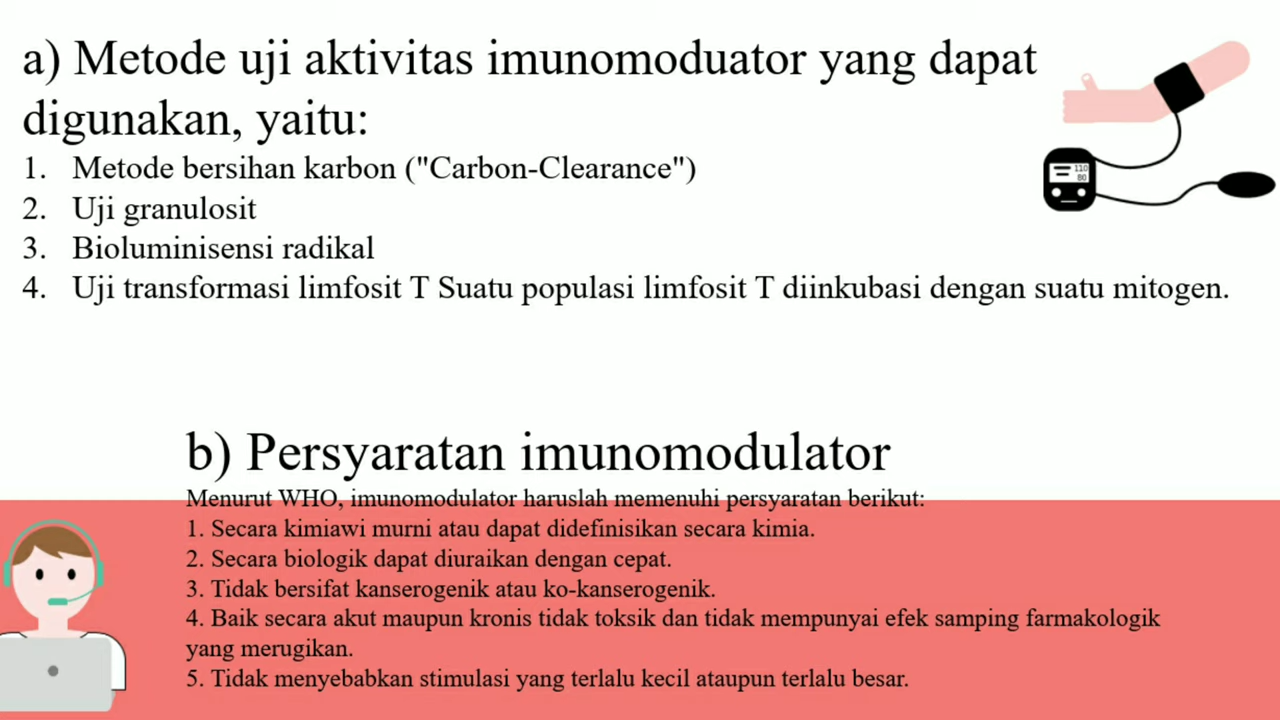 a) Metode uji aktivitas imunomoduator yang dapat
digunakan, yaitu:
1. Metode bersihan karbon ("Carbon-Clearance")
2. Uji granulosit
3. Bioluminisensi radikal
4. Uji transformasi limfosit T Suatu populasi limfosit T diinkubasi dengan suatu mitogen.
110
80
b) Persyaratan imunomodulator
Menurut WHO, imunomodulator haruslah memenuhi persyaratan berikut:
1. Secara kimiawi murni atau dapat didefinisikan secara kimia.
2. Secara biologik dapat diuraikan dengan cepat.
3. Tidak bersifat kanserogenik atau ko-kanserogenik.
4. Baik secara akut maupun kronis tidak toksik dan tidak mempunyai efek samping farmakologik
yang merugikan.
5. Tidak menyebabkan stimulasi yang terlalu kecil ataupun terlalu besar.